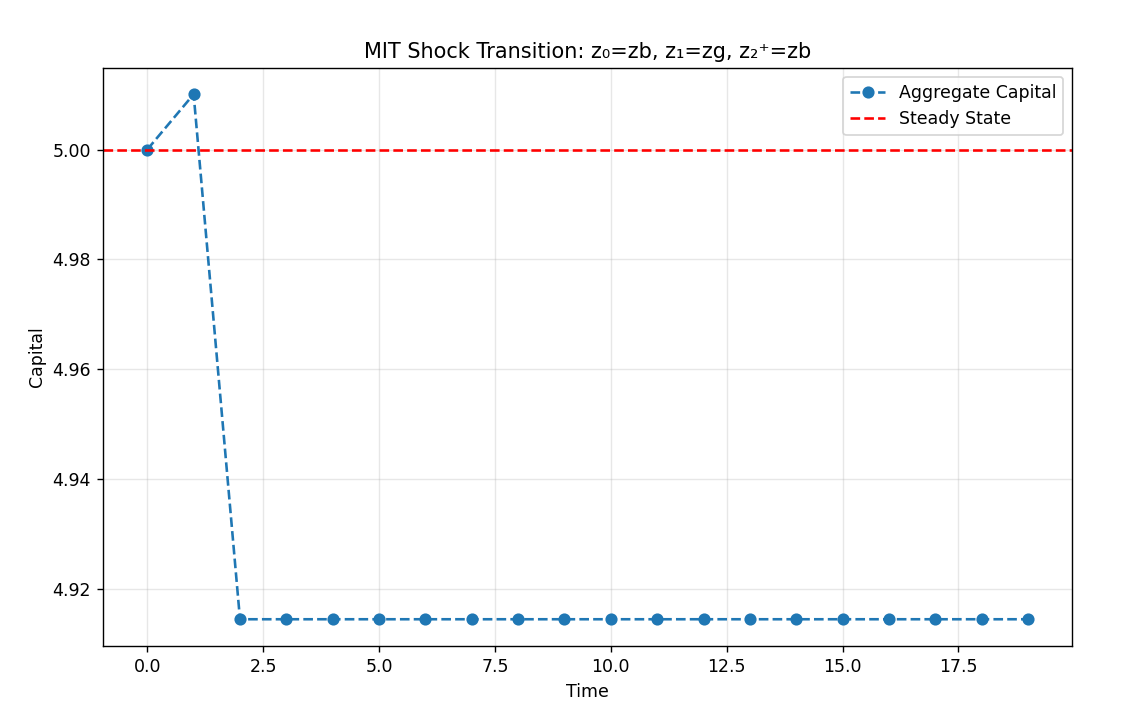 MIT Shock Transition: z₀=zb, z₁=zg, z₂⁺=zb
Aggregate Capital
Steady State
5.00
4.98
4.96
4.94
4.92
Capital
0.0 2.5 5.0 7.5 10.0 12.5 15.0 17.5
Time